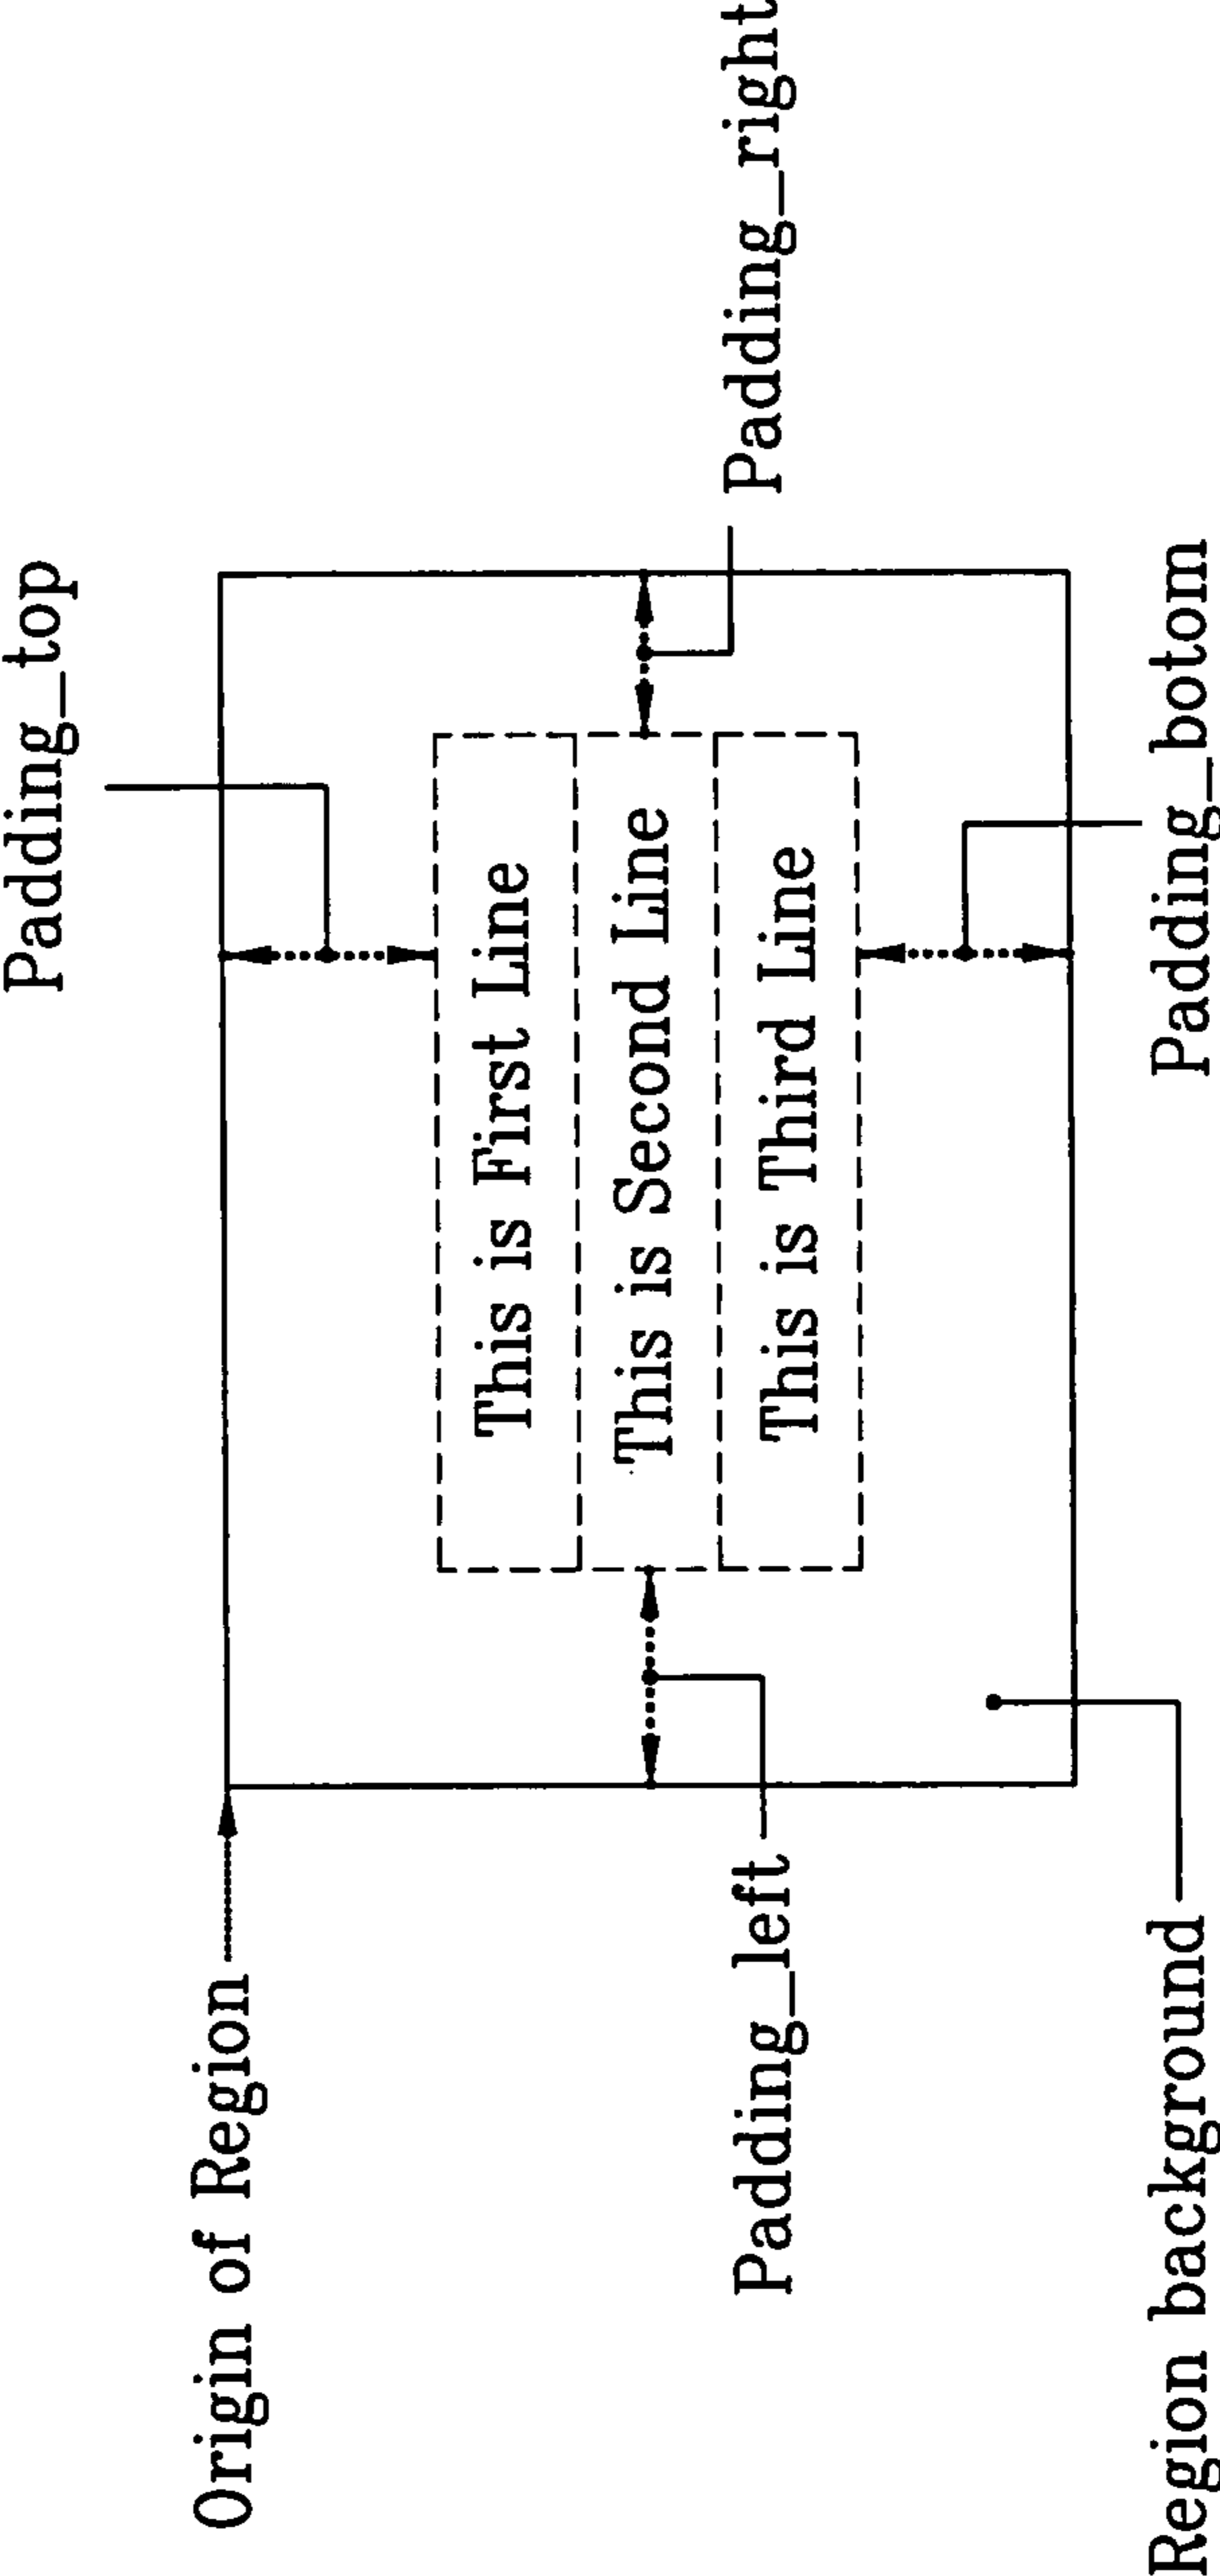 Padding_top
Origin of Region
This is First Line
This is Second Line
This is Third Line
Padding_left
Padding_right
Region background
Padding_botom